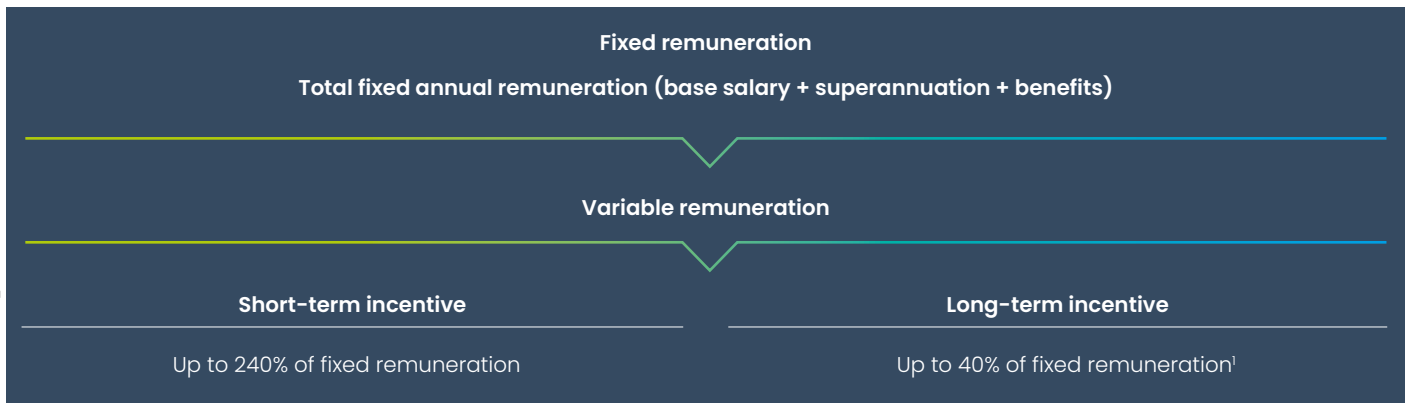 Fixed remuneration
Total fixed annual remuneration (base salary + superannuation + benefits)
Variable remuneration
Short-term incentive
Long-term incentive
Up to 240% of fixed remuneration
Up to 40% of fixed remuneration¹